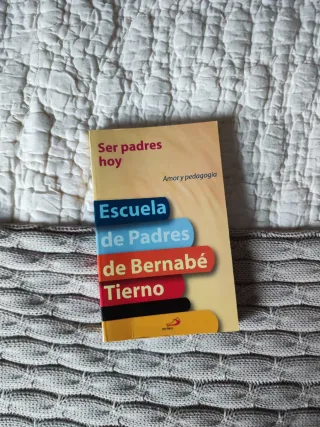 Ser padres
hoy
Amor y pedagogía
Escuela
de Padres
de Bernabé
Tierno